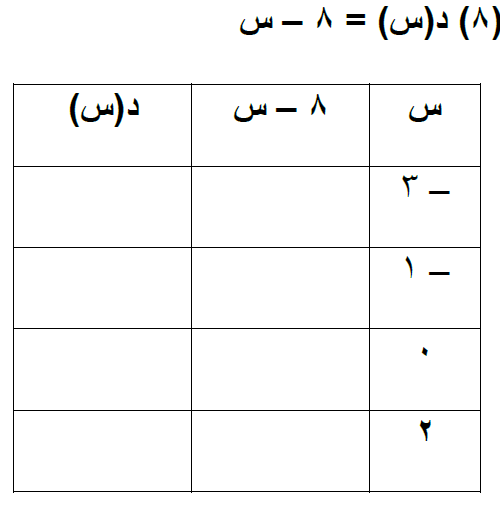 (٨) د(س) = ٨ – س
س ٨ – س د(س)
– ٣
– ١
٠
٢